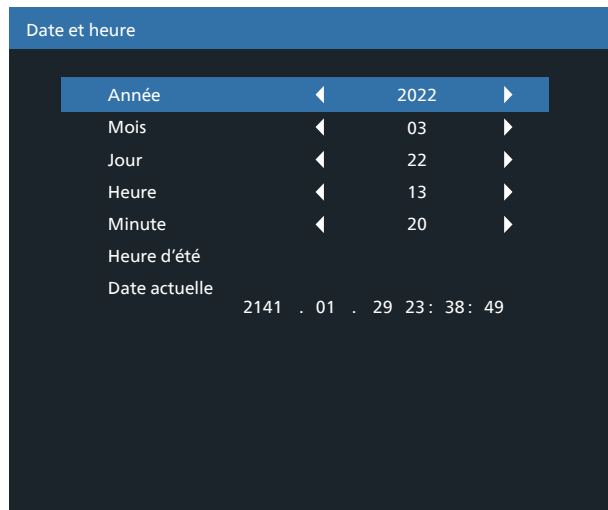 Date et heure
Année 2022
Mois 03
Jour 22
Heure 13
Minute 20
Heure d’été
Date actuelle
2141 . 01 . 29 23: 38: 49